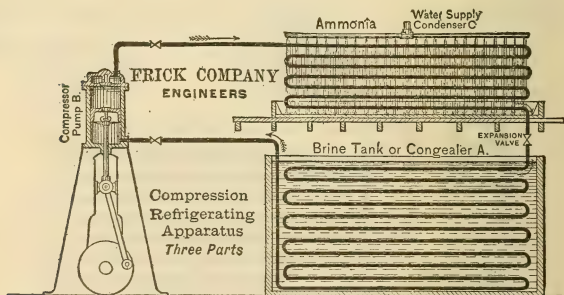 Ammonia
Water Supply
Condenser C
FRICK COMPANY
ENGINEERS
Compressor
Pump B.
EXPANSION
VALVE
Brine Tank or Congealer A.
Compression
Refrigerating
Apparatus
Three Parts